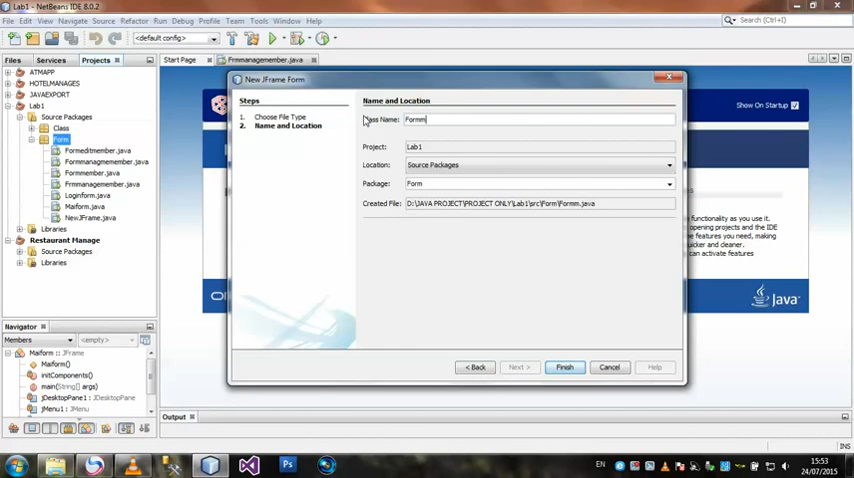 Lab1 - NetBeans IDE 8.0.2
File Edit View Navigate Source Refactor Run Debug Profile Team Tools Window Help
Search (Ctrl+I)
<default config>
Files Services Projects
Start Page Frmmanagemember.java
ATMAPP
HOTELMANAGES
JAVAEXPORT
Lab1
Source Packages
Class
Form
Formeditmember.java
Formmanagmember.java
Formmember.java
Frmmanagemember.java
Loginform.java
Maiform.java
NewJFrame.java
Libraries
Restaurant Manage
Source Packages
Libraries
New JFrame Form
Steps
1. Choose File Type
2. Name and Location
Name and Location
Class Name: Formm
Project: Lab1
Location: Source Packages
Package: Form
Created File: D:\JAVA PROJECT\PROJECT ONLY\Lab1\src\Form\Formm.java
< Back Next > Finish Cancel Help
Show On Startup
functionality as you use it.
opening projects and the IDE
need, making
quicker and cleaner.
can activate features
Java
Navigator
Members <empty>
Maiform :: JFrame
Maiform()
initComponents()
main(String[] args)
jDesktopPane1 : JDesktopPane
jMenu1 : JMenu
Output
INS
EN
15:53
24/07/2015